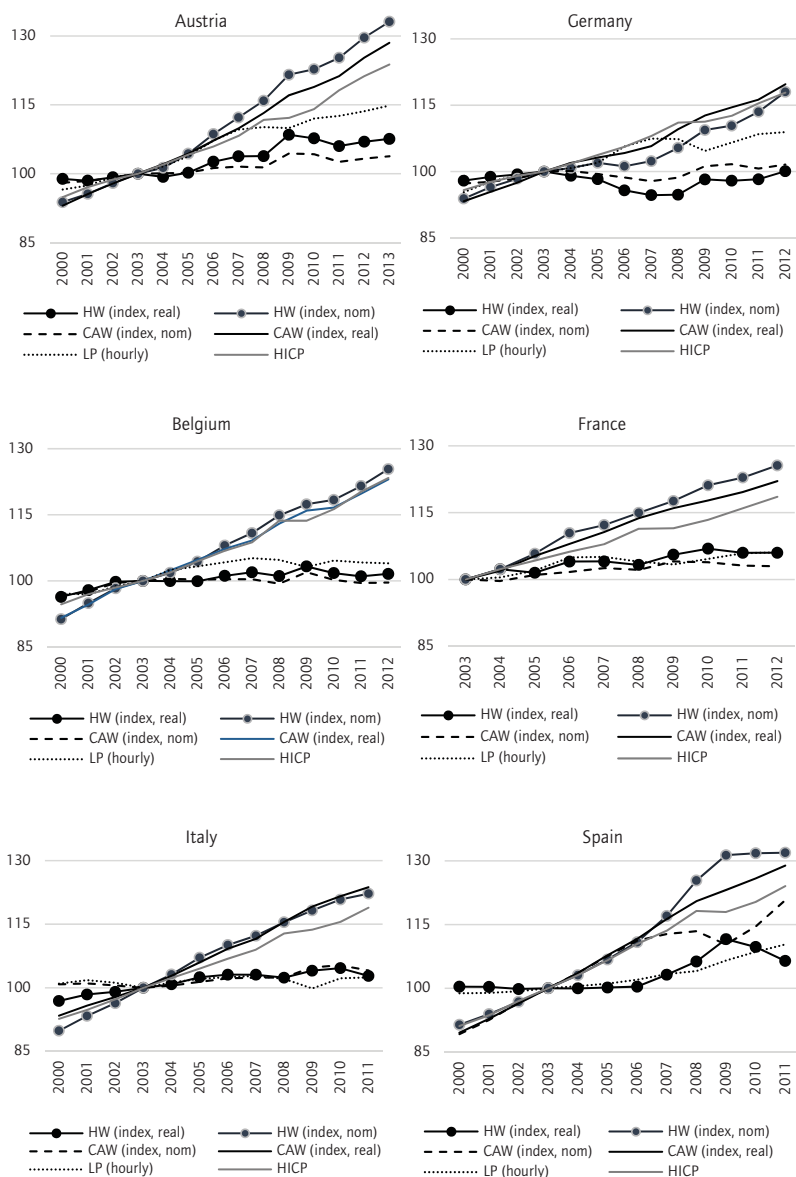 Austria
130
115
100
85
2000 2001 2002 2003 2004 2005 2006 2007 2008 2009 2010 2011 2012 2013
HW (index, real) HW (index, nom)
CAW (index, nom) CAW (index, real)
LP (hourly) HICP
Germany
130
115
100
85
2000 2001 2002 2003 2004 2005 2006 2007 2008 2009 2010 2011 2012
HW (index, real) HW (index, nom)
CAW (index, nom) CAW (index, real)
LP (hourly) HICP
Belgium
130
115
100
85
2000 2001 2002 2003 2004 2005 2006 2007 2008 2009 2010 2011 2012
HW (index, real) HW (index, nom)
CAW (index, nom) CAW (index, real)
LP (hourly) HICP
France
130
115
100
85
2003 2004 2005 2006 2007 2008 2009 2010 2011 2012
HW (index, real) HW (index, nom)
CAW (index, nom) CAW (index, real)
LP (hourly) HICP
Italy
130
115
100
85
2000 2001 2002 2003 2004 2005 2006 2007 2008 2009 2010 2011
HW (index, real) HW (index, nom)
CAW (index, nom) CAW (index, real)
LP (hourly) HICP
Spain
130
115
100
85
2000 2001 2002 2003 2004 2005 2006 2007 2008 2009 2010 2011
HW (index, real) HW (index, nom)
CAW (index, nom) CAW (index, real)
LP (hourly) HICP